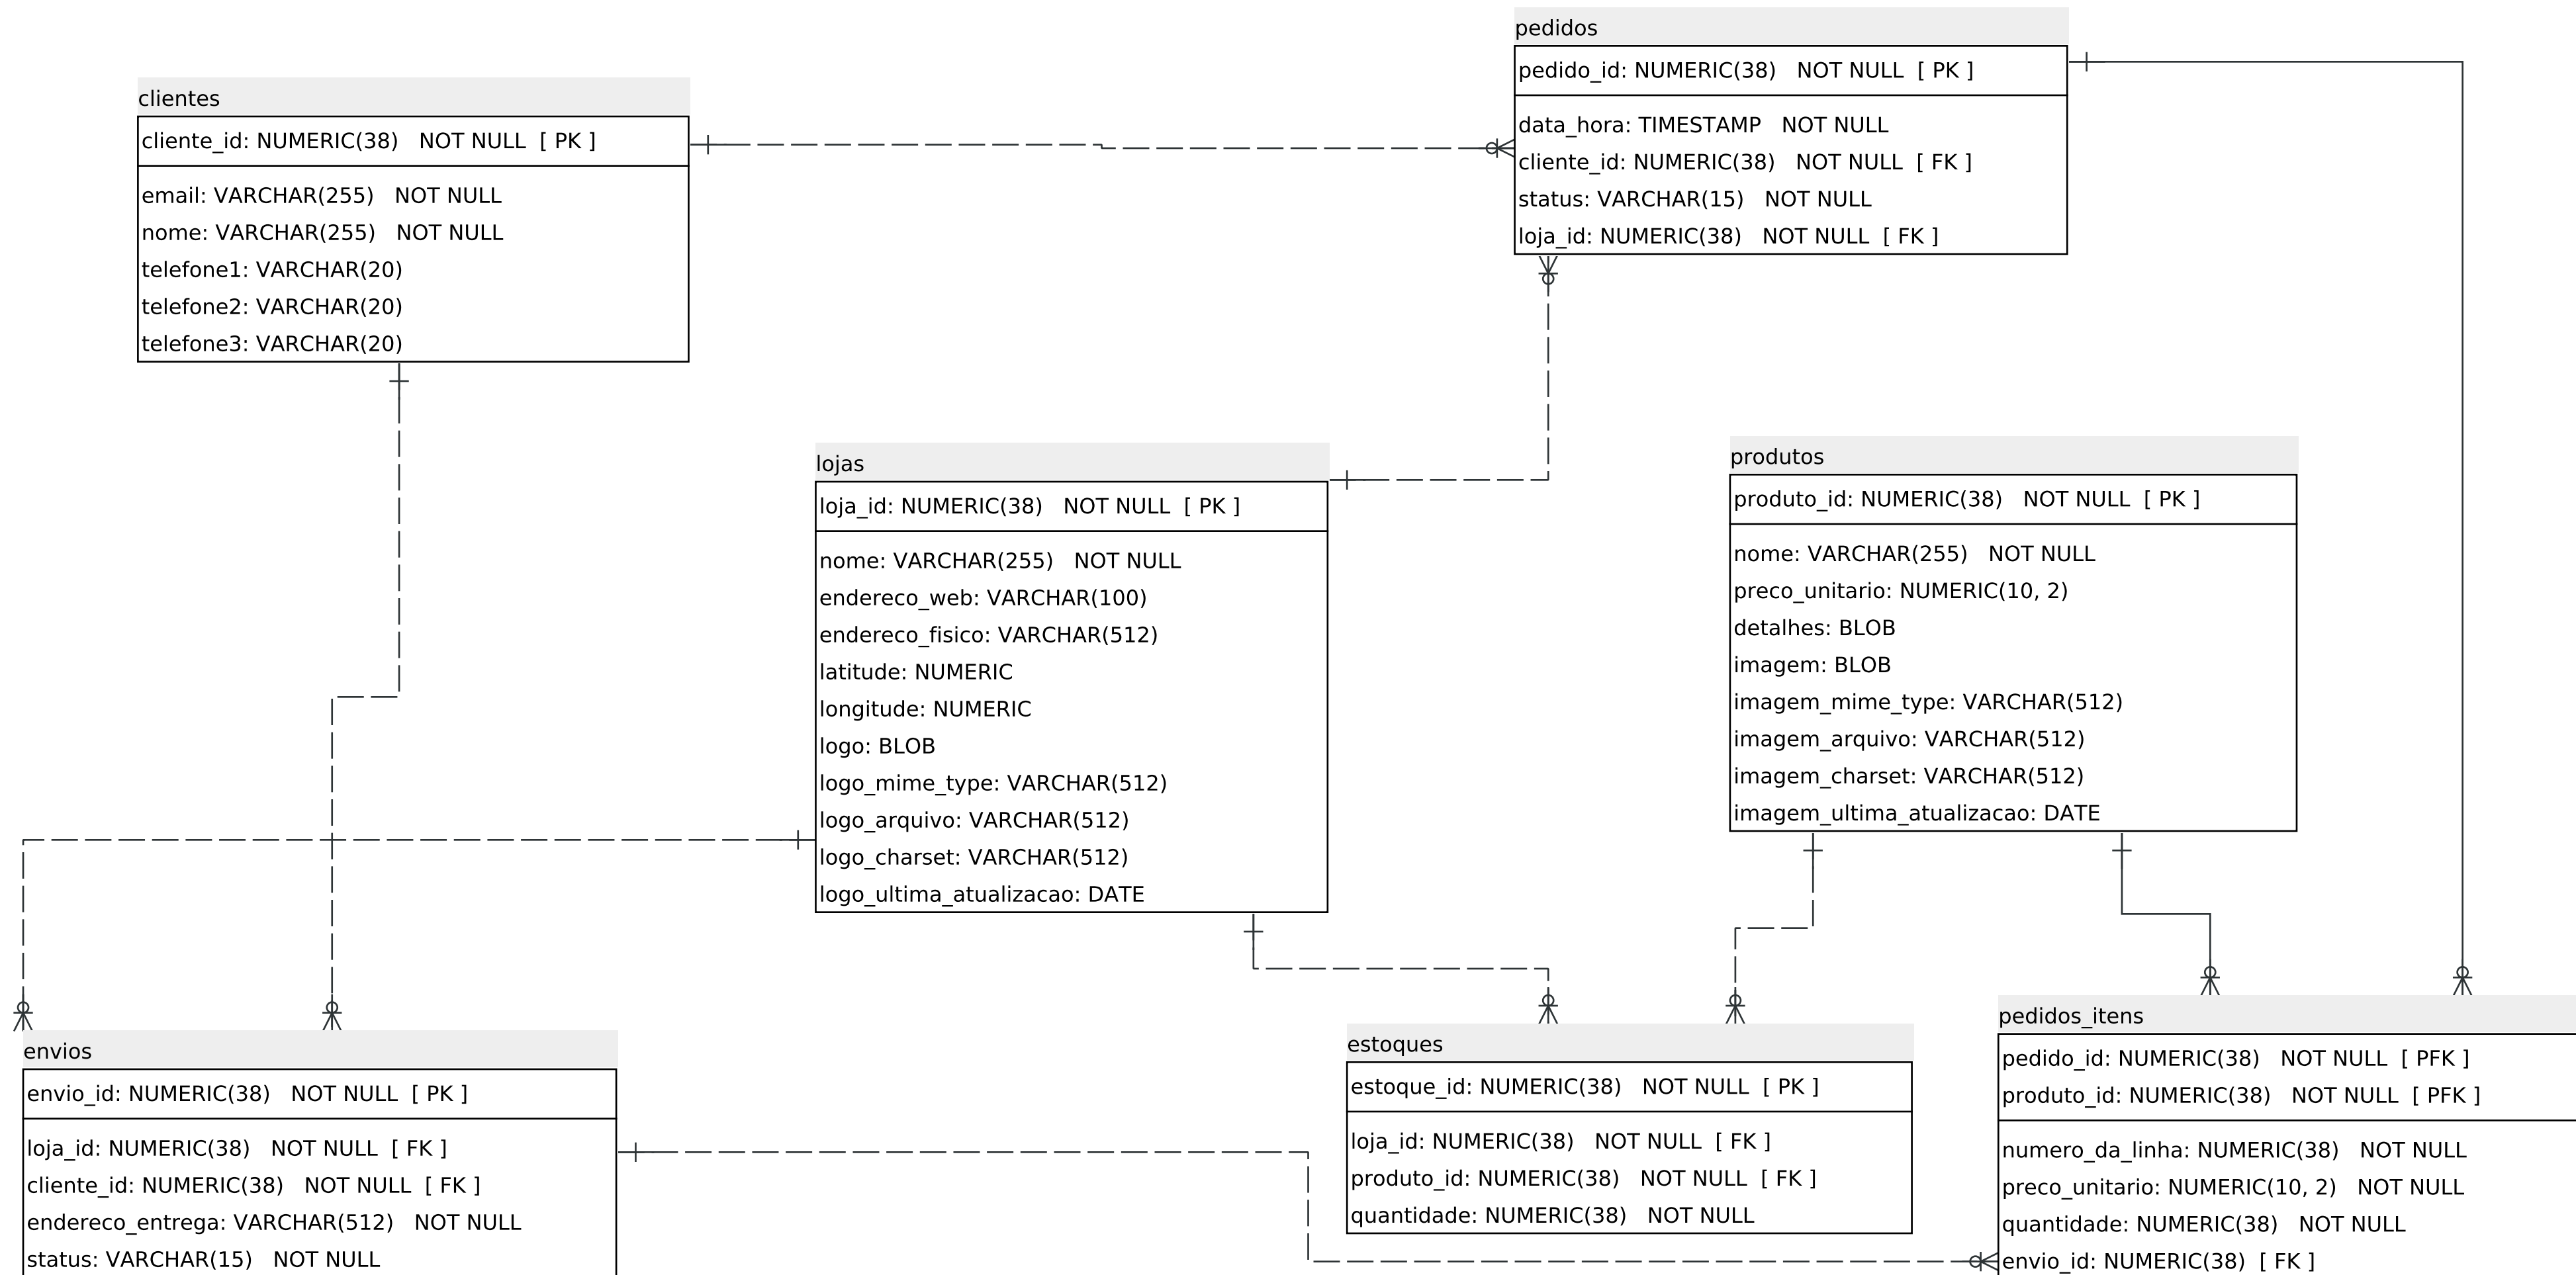 pedidos
pedido_id: NUMERIC(38) NOT NULL [ PK ]
data_hora: TIMESTAMP NOT NULL
cliente_id: NUMERIC(38) NOT NULL [ FK ]
status: VARCHAR(15) NOT NULL
loja_id: NUMERIC(38) NOT NULL [ FK ]
clientes
cliente_id: NUMERIC(38) NOT NULL [ PK ]
email: VARCHAR(255) NOT NULL
nome: VARCHAR(255) NOT NULL
telefone1: VARCHAR(20)
telefone2: VARCHAR(20)
telefone3: VARCHAR(20)
lojas
loja_id: NUMERIC(38) NOT NULL [ PK ]
nome: VARCHAR(255) NOT NULL
endereco_web: VARCHAR(100)
endereco_fisico: VARCHAR(512)
latitude: NUMERIC
longitude: NUMERIC
logo: BLOB
logo_mime_type: VARCHAR(512)
logo_arquivo: VARCHAR(512)
logo_charset: VARCHAR(512)
logo_ultima_atualizacao: DATE
produtos
produto_id: NUMERIC(38) NOT NULL [ PK ]
nome: VARCHAR(255) NOT NULL
preco_unitario: NUMERIC(10, 2)
detalhes: BLOB
imagem: BLOB
imagem_mime_type: VARCHAR(512)
imagem_arquivo: VARCHAR(512)
imagem_charset: VARCHAR(512)
imagem_ultima_atualizacao: DATE
envios
envio_id: NUMERIC(38) NOT NULL [ PK ]
loja_id: NUMERIC(38) NOT NULL [ FK ]
cliente_id: NUMERIC(38) NOT NULL [ FK ]
endereco_entrega: VARCHAR(512) NOT NULL
status: VARCHAR(15) NOT NULL
estoques
estoque_id: NUMERIC(38) NOT NULL [ PK ]
loja_id: NUMERIC(38) NOT NULL [ FK ]
produto_id: NUMERIC(38) NOT NULL [ FK ]
quantidade: NUMERIC(38) NOT NULL
pedidos_itens
pedido_id: NUMERIC(38) NOT NULL [ PFK ]
produto_id: NUMERIC(38) NOT NULL [ PFK ]
numero_da_linha: NUMERIC(38) NOT NULL
preco_unitario: NUMERIC(10, 2) NOT NULL
quantidade: NUMERIC(38) NOT NULL
envio_id: NUMERIC(38) [ FK ]